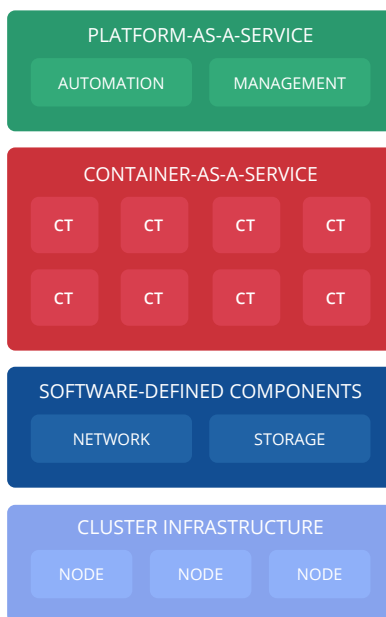 PLATFORM-AS-A-SERVICE
AUTOMATION MANAGEMENT
CONTAINER-AS-A-SERVICE
CT CT CT CT
CT CT CT CT
SOFTWARE-DEFINED COMPONENTS
NETWORK STORAGE
CLUSTER INFRASTRUCTURE
NODE NODE NODE